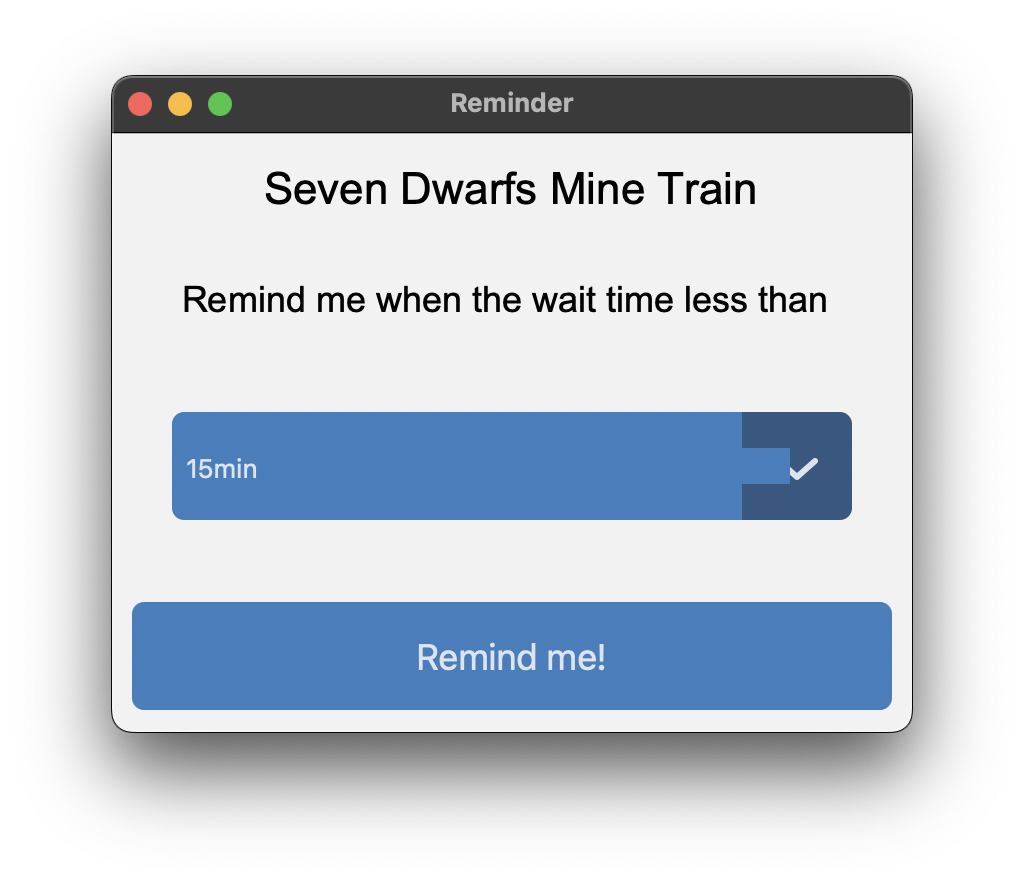 Reminder
Seven Dwarfs Mine Train
Remind me when the wait time less than
15min
Remind me!